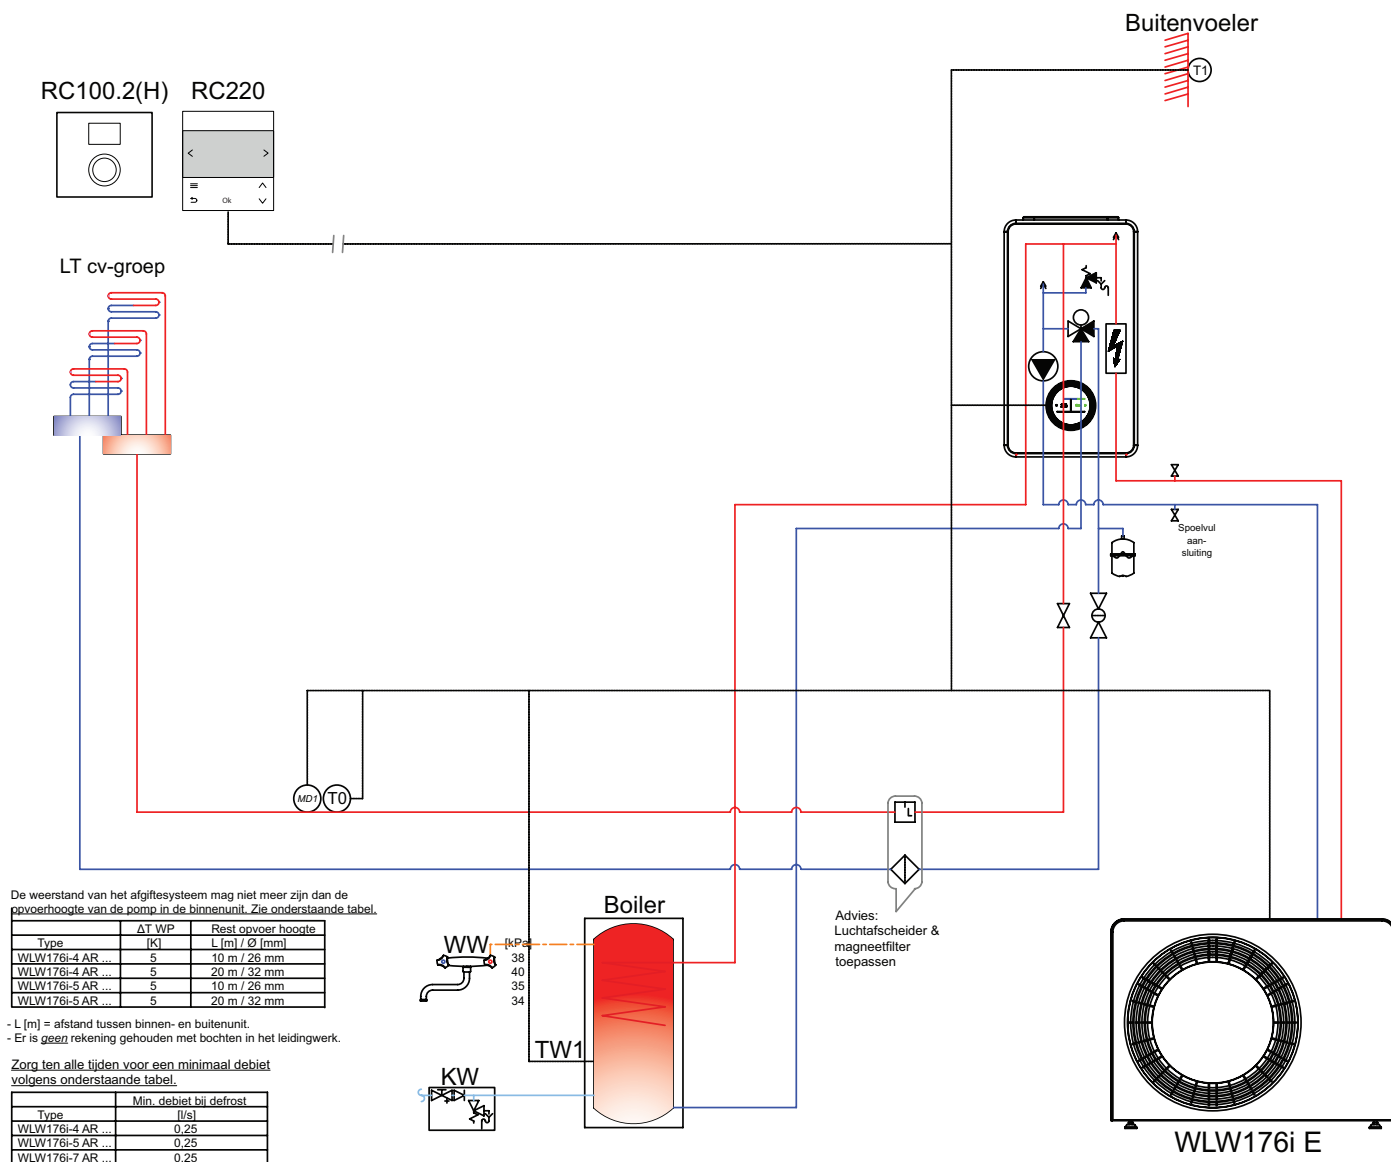 Buitenvoeler
T1
RC100.2(H) RC220
Ok
LT cv-groep
Spoelvul
aan-
sluiting
MD1 T0
L
De weerstand van het afgiftesysteem mag niet meer zijn dan de
opvoerhoogte van de pomp in de binnenunit. Zie onderstaande tabel.
ΔT WP Rest opvoer hoogte
Type [K] L [m] / Ø [mm] [kPa]
WLW176i-4 AR ... 5 10 m / 26 mm 38
WLW176i-4 AR ... 5 20 m / 32 mm 40
WLW176i-5 AR ... 5 10 m / 26 mm 35
WLW176i-5 AR ... 5 20 m / 32 mm 34
- L [m] = afstand tussen binnen- en buitenunit.
- Er is geen rekening gehouden met bochten in het leidingwerk.
Zorg ten alle tijden voor een minimaal debiet
volgens onderstaande tabel.
Min. debiet bij defrost
Type [l/s]
WLW176i-4 AR ... 0,25
WLW176i-5 AR ... 0,25
WLW176i-7 AR ... 0,25
Boiler
WW
TW1
KW
Advies:
Luchtafscheider &
magneetfilter
toepassen
WLW176i E